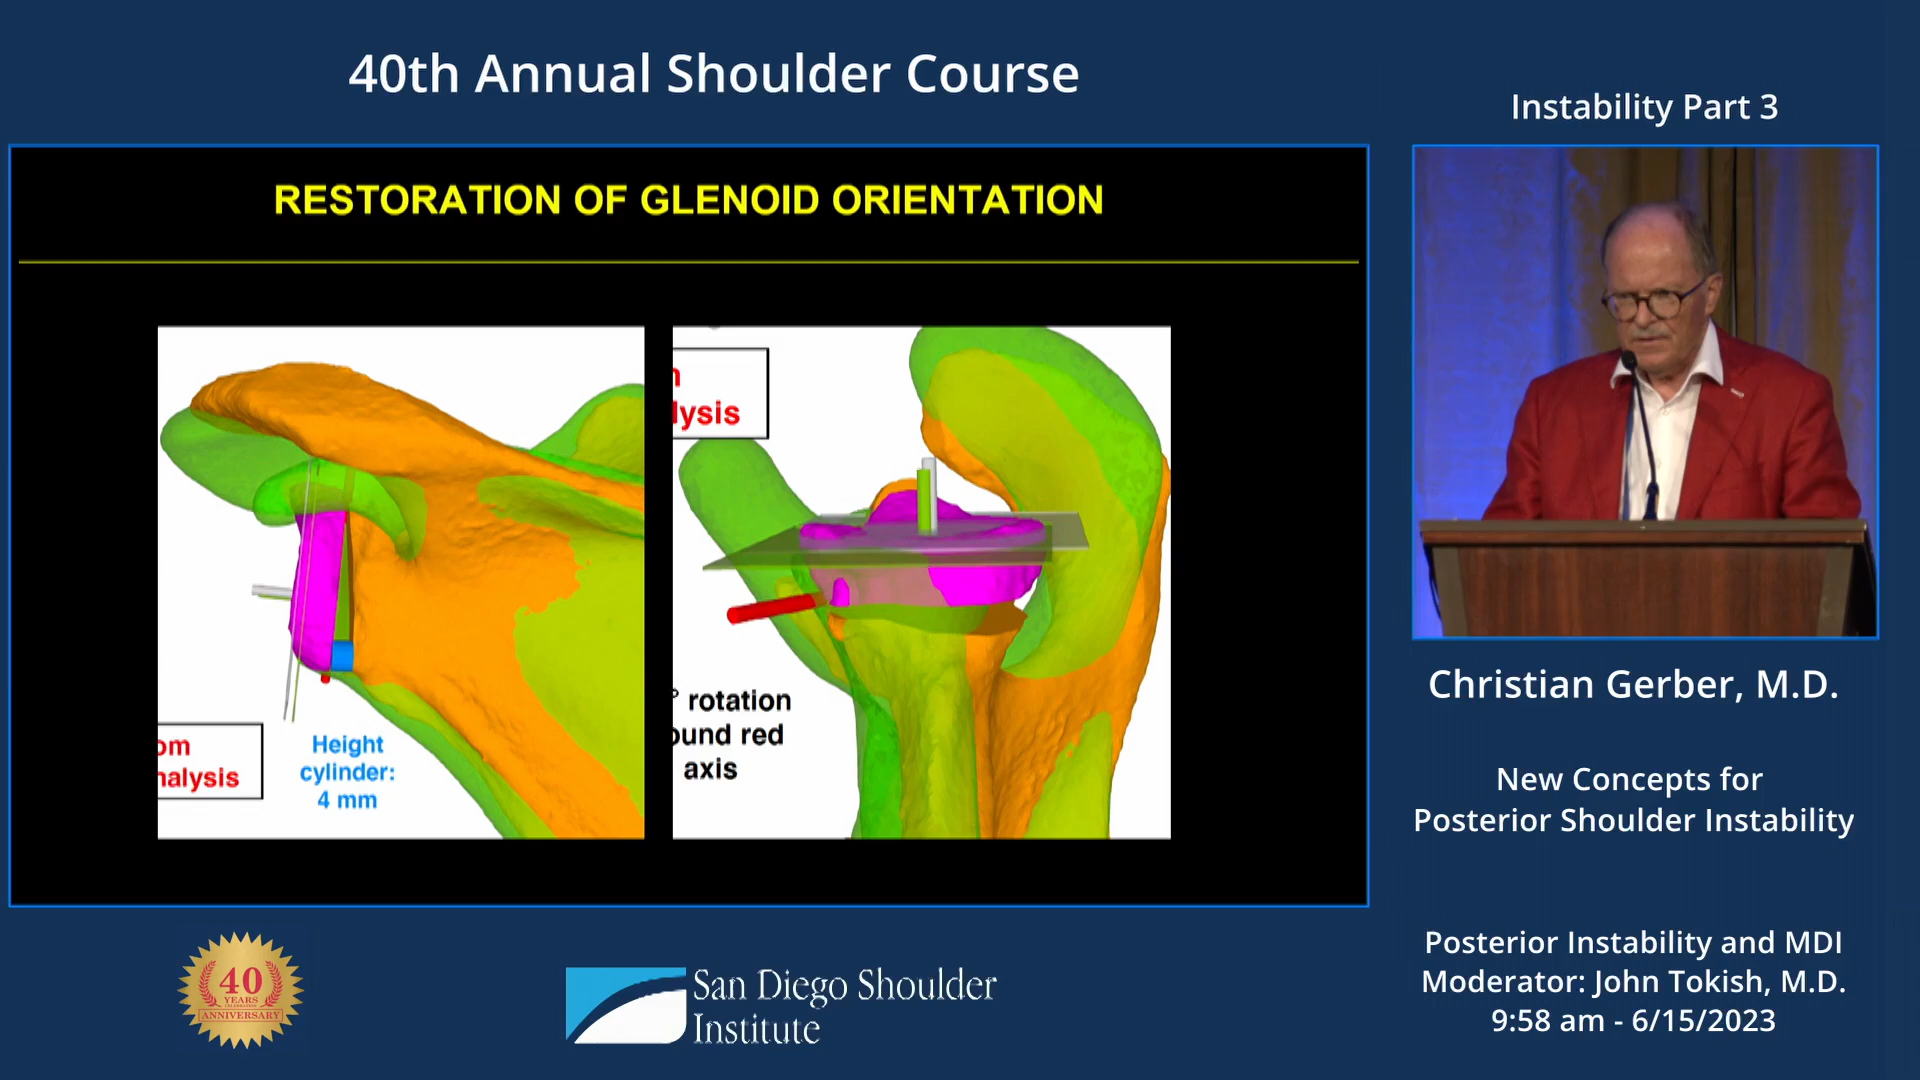 40th Annual Shoulder Course
Instability Part 3
RESTORATION OF GLENOID ORIENTATION
om
nalysis
Height
cylinder:
4 mm
lysis
° rotation
ound red
axis
Christian Gerber, M.D.
New Concepts for
Posterior Shoulder Instability
Posterior Instability and MDI
Moderator: John Tokish, M.D.
9:58 am - 6/15/2023
40
YEARS
ANNIVERSARY
San Diego Shoulder
Institute